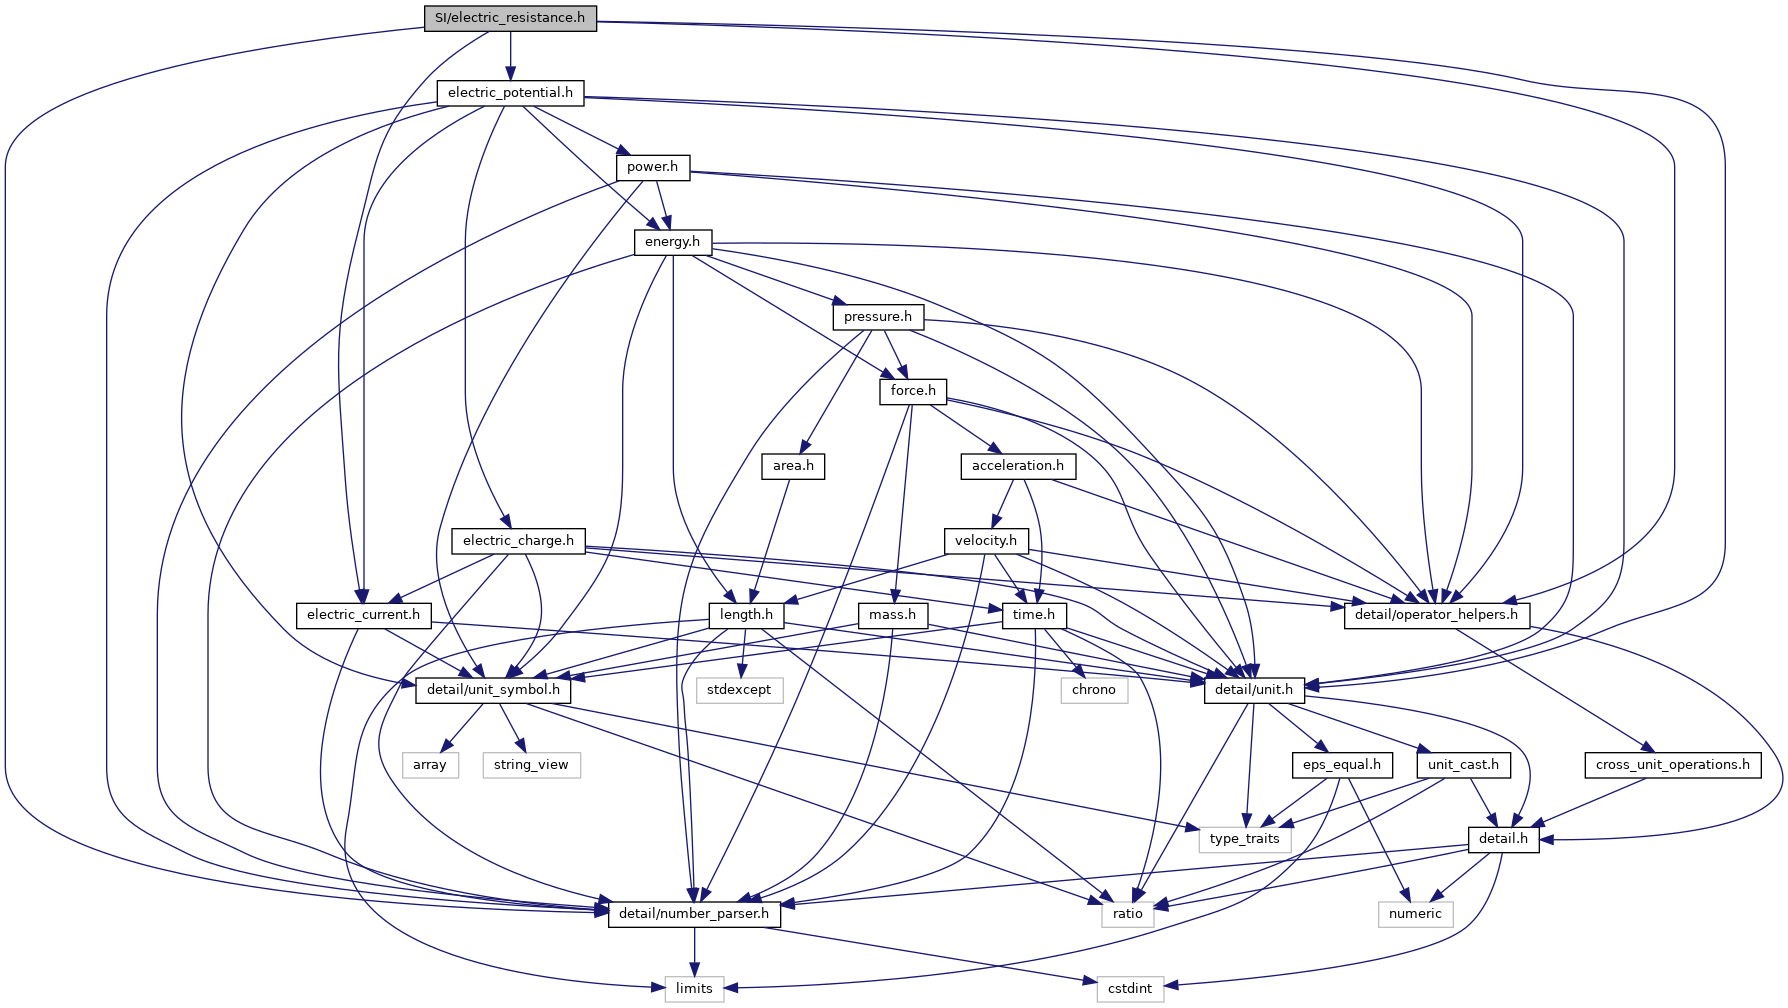 SI/electric_resistance.h
electric_potential.h
power.h
energy.h
pressure.h
force.h
area.h
acceleration.h
electric_charge.h
velocity.h
electric_current.h
length.h
mass.h
time.h
detail/operator_helpers.h
detail/unit_symbol.h
stdexcept
chrono
detail/unit.h
array
string_view
eps_equal.h
unit_cast.h
cross_unit_operations.h
type_traits
detail.h
detail/number_parser.h
ratio
numeric
limits
cstdint